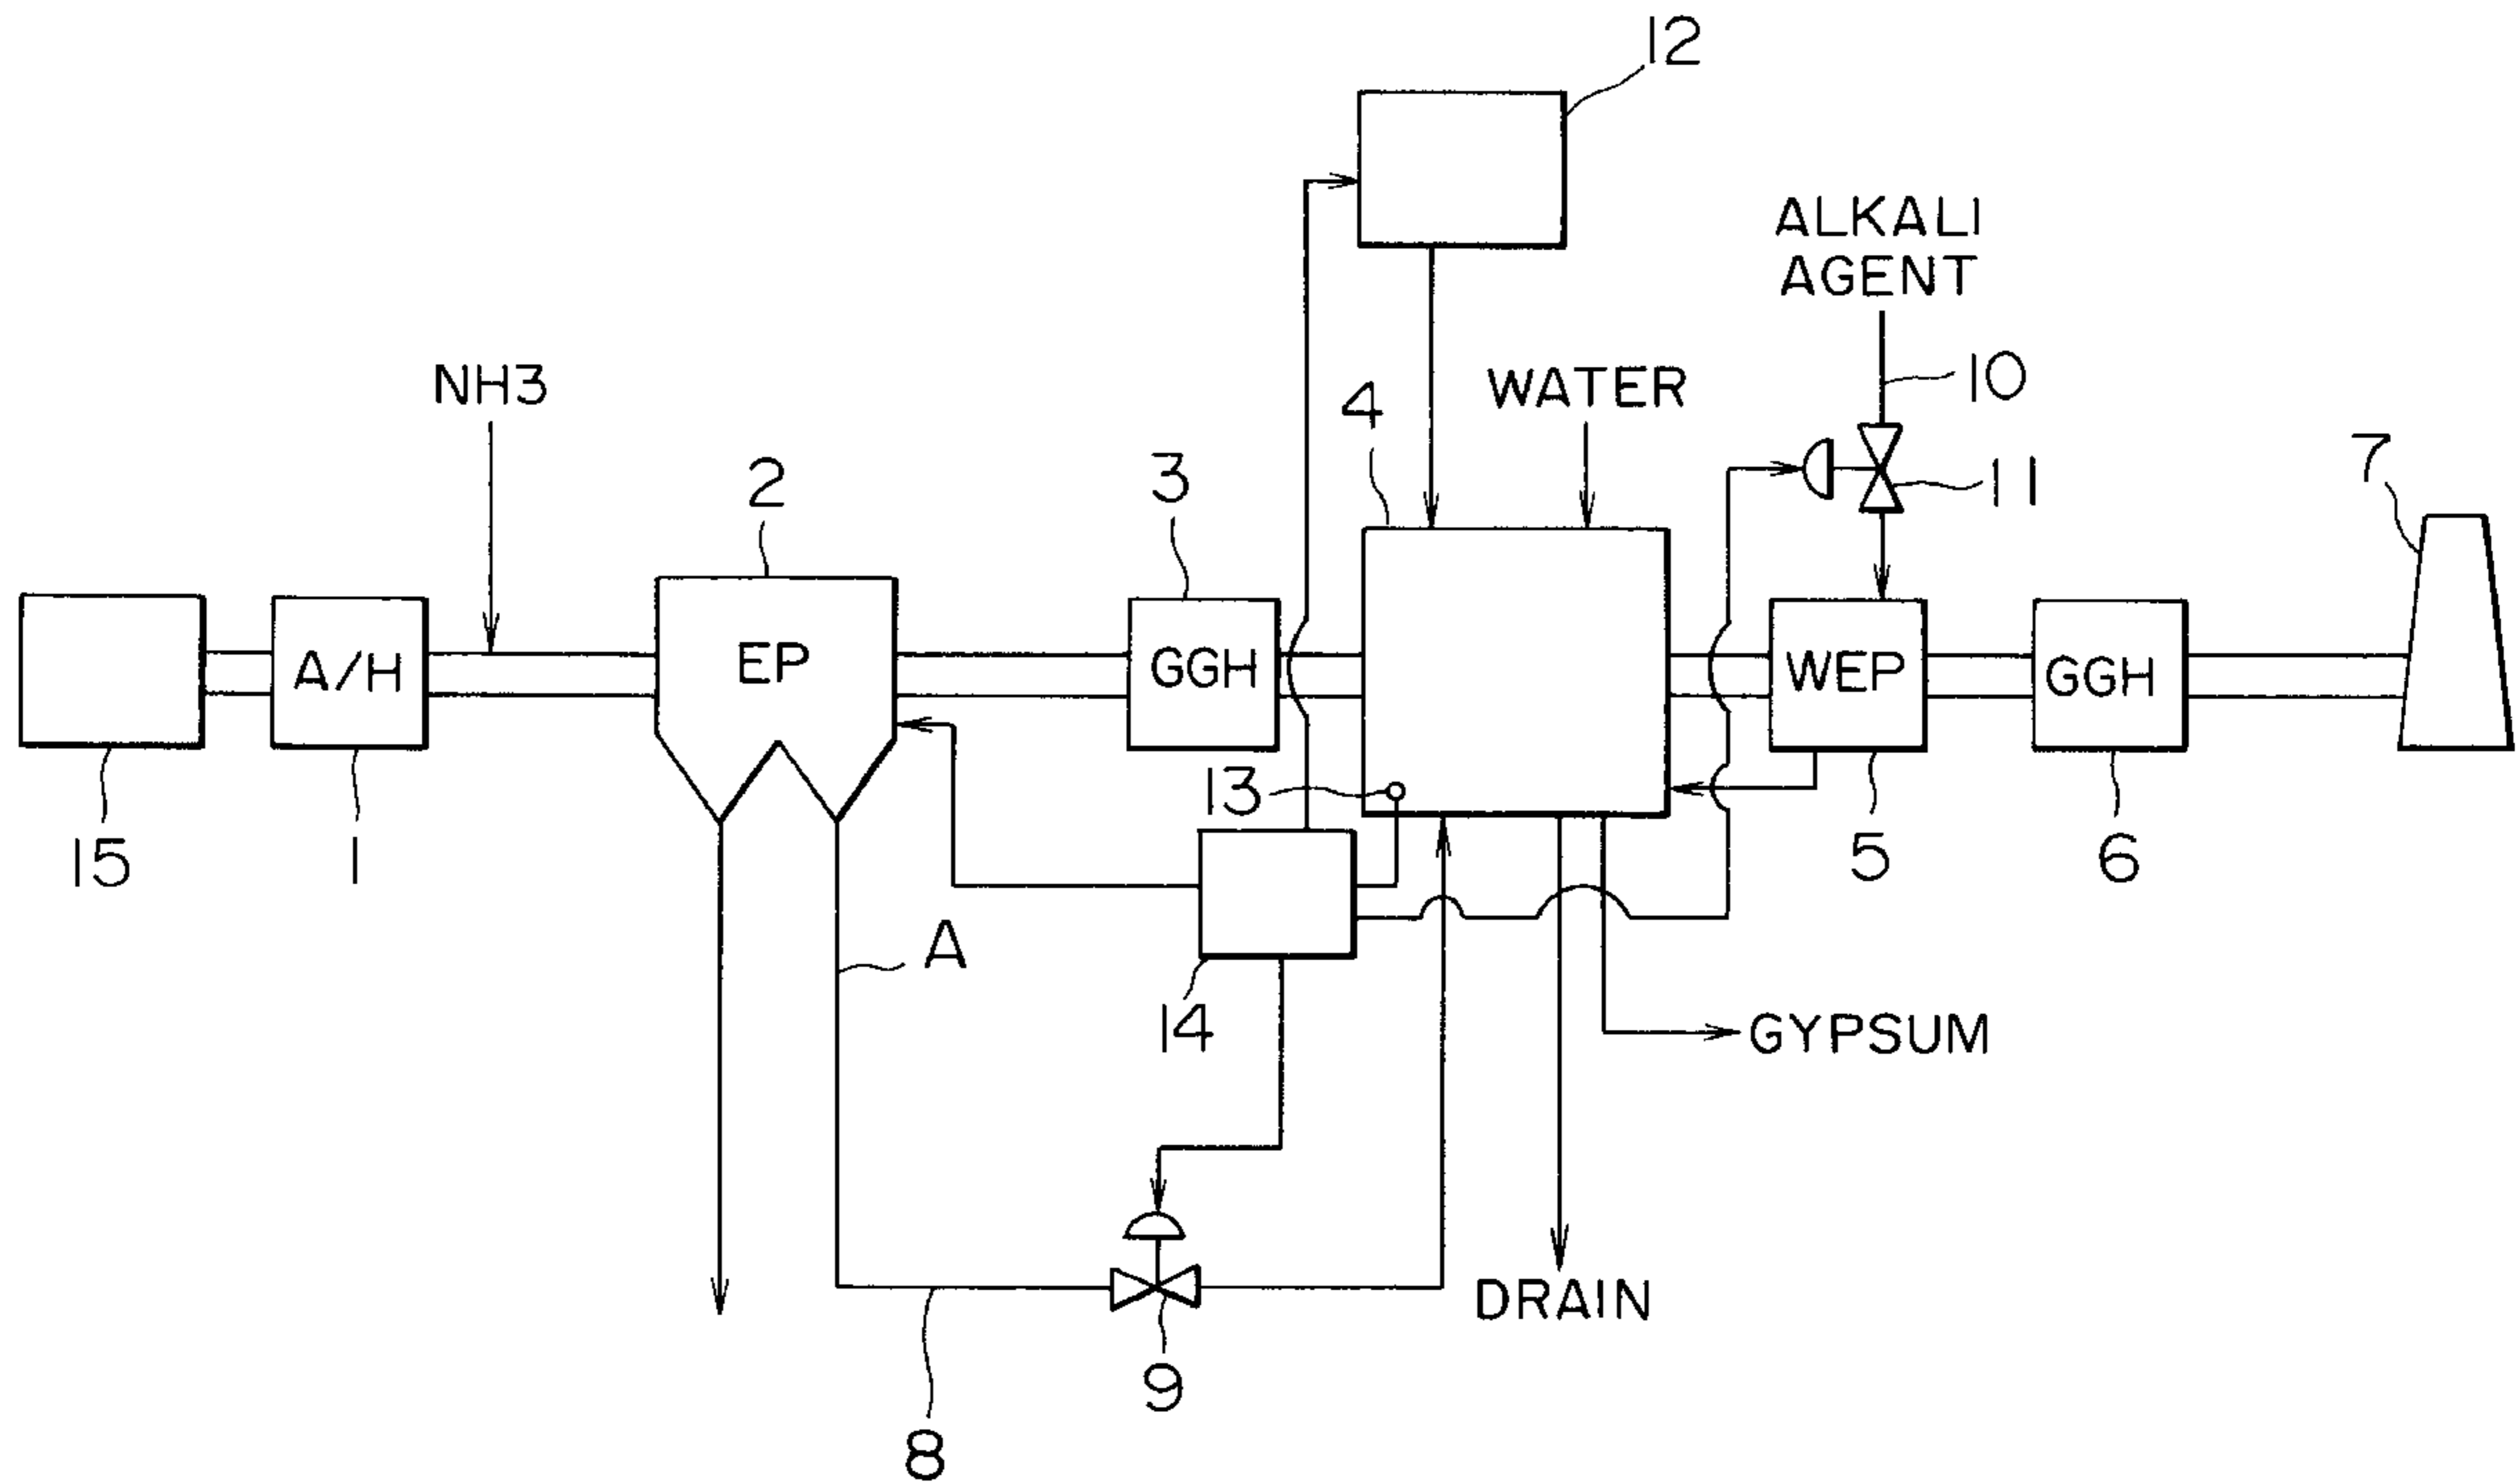 12
ALKALI
AGENT
NH3
4
WATER
10
2
3
11
7
A/H
EP
GGH
WEP
GGH
13
15
1
5
6
A
14
GYPSUM
DRAIN
9
8